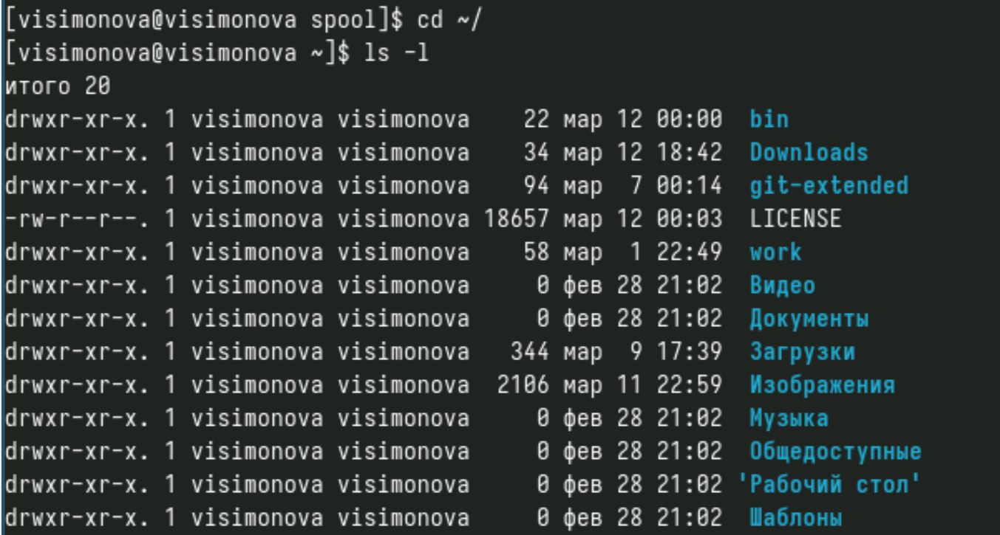 [visimonova@visimonova spool]$ cd ~/
[visimonova@visimonova ~]$ ls -l
итого 20
drwxr-xr-x. 1 visimonova visimonova    22 мар 12 00:00  bin
drwxr-xr-x. 1 visimonova visimonova    34 мар 12 18:42  Downloads
drwxr-xr-x. 1 visimonova visimonova    94 мар  7 00:14  git-extended
-rw-r--r--. 1 visimonova visimonova 18657 мар 12 00:03  LICENSE
drwxr-xr-x. 1 visimonova visimonova    58 мар  1 22:49  work
drwxr-xr-x. 1 visimonova visimonova     0 фев 28 21:02  Видео
drwxr-xr-x. 1 visimonova visimonova     0 фев 28 21:02  Документы
drwxr-xr-x. 1 visimonova visimonova   344 мар  9 17:39  Загрузки
drwxr-xr-x. 1 visimonova visimonova  2106 мар 11 22:59  Изображения
drwxr-xr-x. 1 visimonova visimonova     0 фев 28 21:02  Музыка
drwxr-xr-x. 1 visimonova visimonova     0 фев 28 21:02  Общедоступные
drwxr-xr-x. 1 visimonova visimonova     0 фев 28 21:02 'Рабочий стол'
drwxr-xr-x. 1 visimonova visimonova     0 фев 28 21:02  Шаблоны